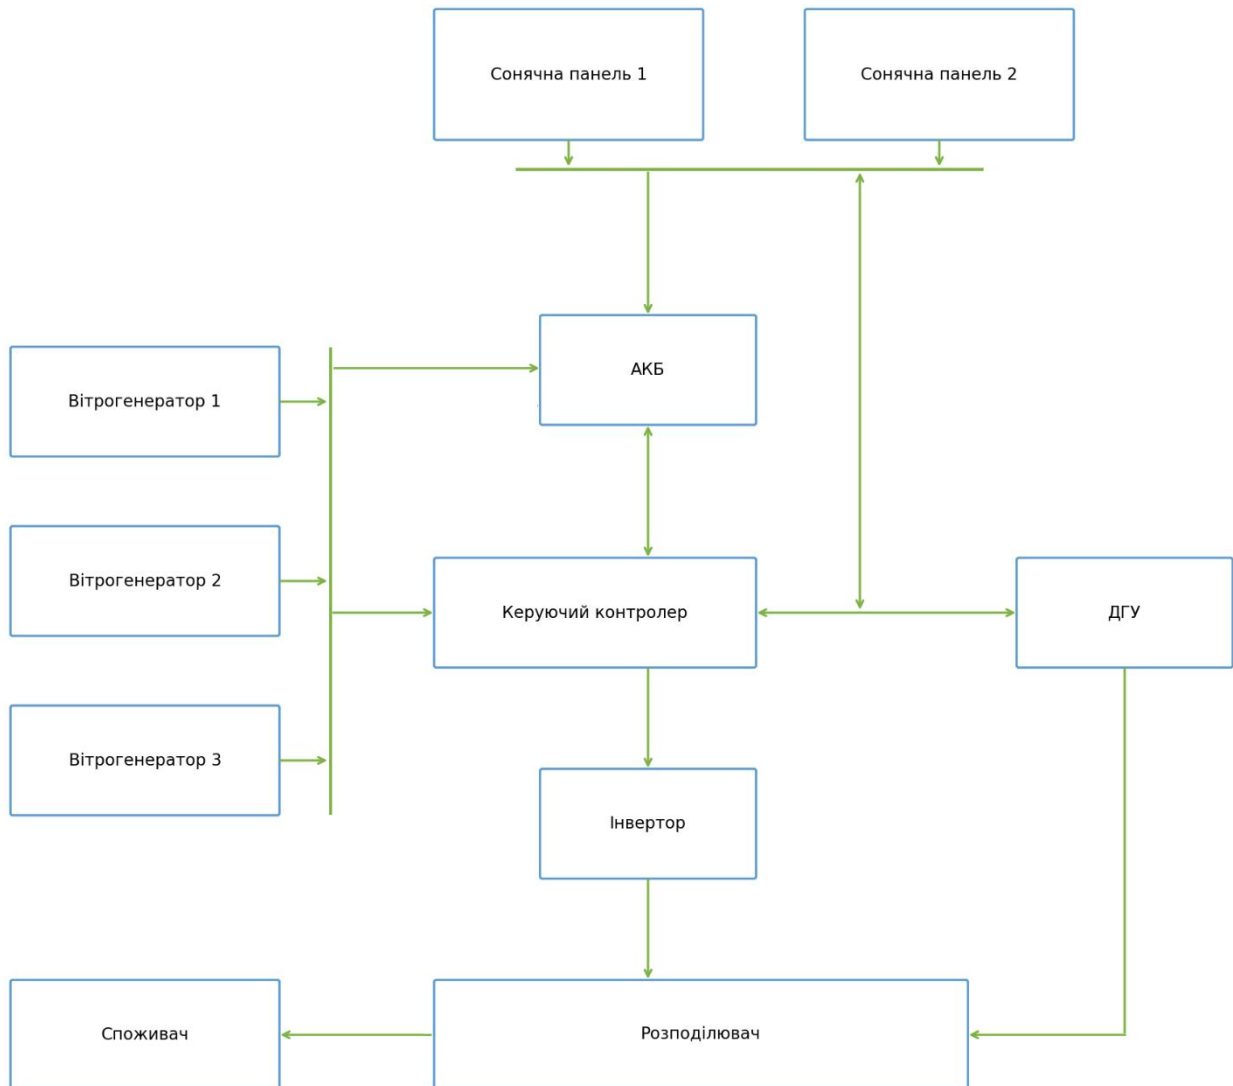 Сонячна панель 1
Сонячна панель 2
АКБ
Вітрогенератор 1
Вітрогенератор 2
Керуючий контролер
ДГУ
Вітрогенератор 3
Інвертор
Споживач
Розподілювач